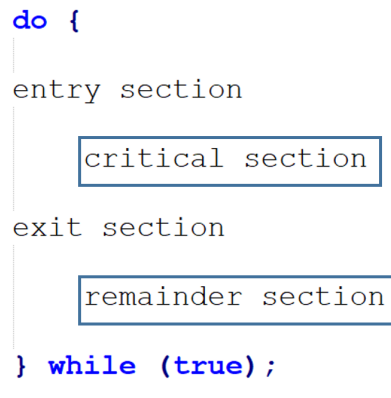 do {
entry section
critical section
exit section
remainder section
} while (true);